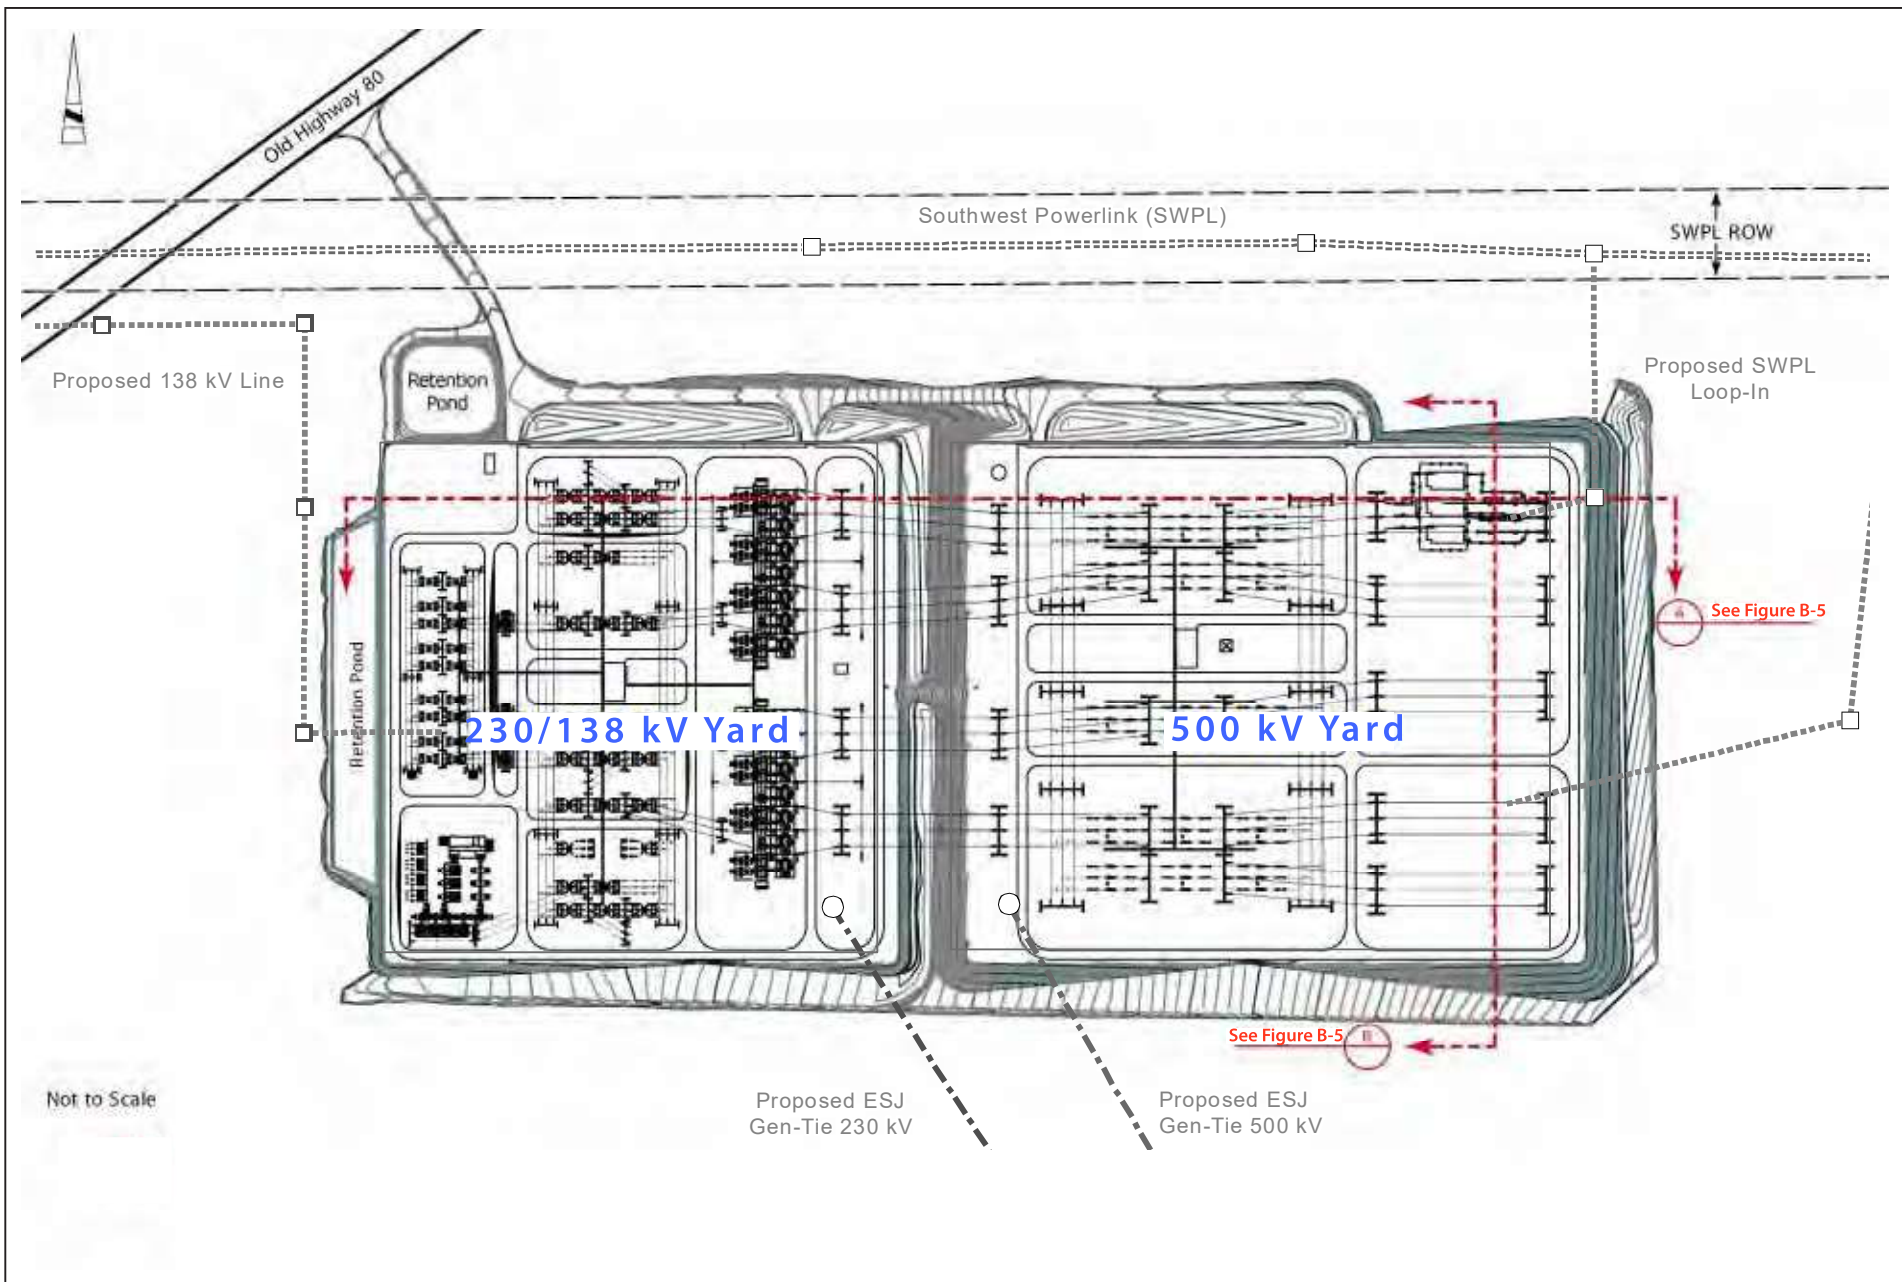 Old Highway 80
Southwest Powerlink (SWPL)
SWPL ROW
Proposed 138 kV Line
Retention
Pond
Proposed SWPL
Loop-In
A
See Figure B-5
Retention Pond
230/138 kV Yard
500 kV Yard
See Figure B-5
B
Not to Scale
Proposed ESJ
Gen-Tie 230 kV
Proposed ESJ
Gen-Tie 500 kV